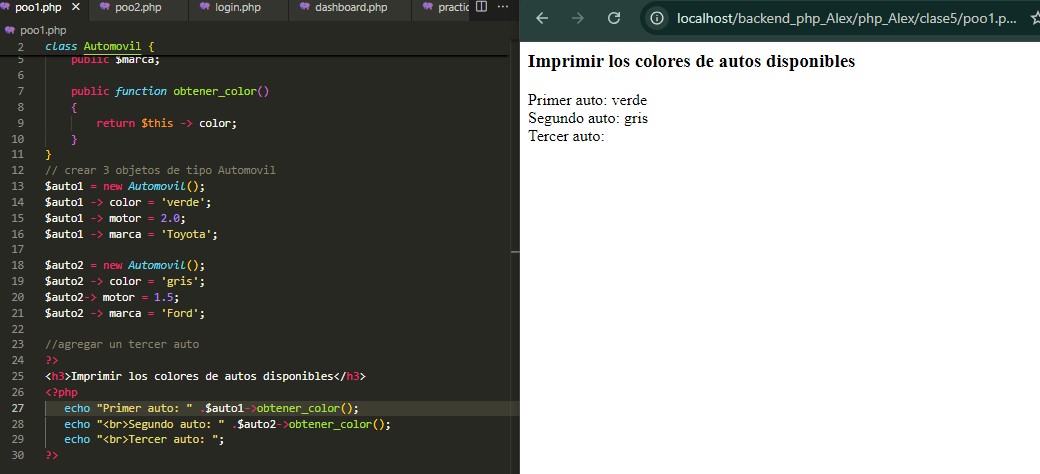 poo1.php
poo2.php
login.php
dashboard.php
practic
poo1.php
2 class Automovil {
5 public $marca;
6
7 public function obtener_color()
8 {
9 return $this -> color;
10 }
11 }
12 // crear 3 objetos de tipo Automovil
13 $auto1 = new Automovil();
14 $auto1 -> color = 'verde';
15 $auto1 -> motor = 2.0;
16 $auto1 -> marca = 'Toyota';
17
18 $auto2 = new Automovil();
19 $auto2 -> color = 'gris';
20 $auto2-> motor = 1.5;
21 $auto2 -> marca = 'Ford';
22
23 //agregar un tercer auto
24 ?>
25 <h3>Imprimir los colores de autos disponibles</h3>
26 <?php
27 echo "Primer auto: " .$auto1->obtener_color();
28 echo "<br>Segundo auto: " .$auto2->obtener_color();
29 echo "<br>Tercer auto: ";
30 ?>
localhost/backend_php_Alex/php_Alex/clase5/poo1.p...
Imprimir los colores de autos disponibles
Primer auto: verde
Segundo auto: gris
Tercer auto: